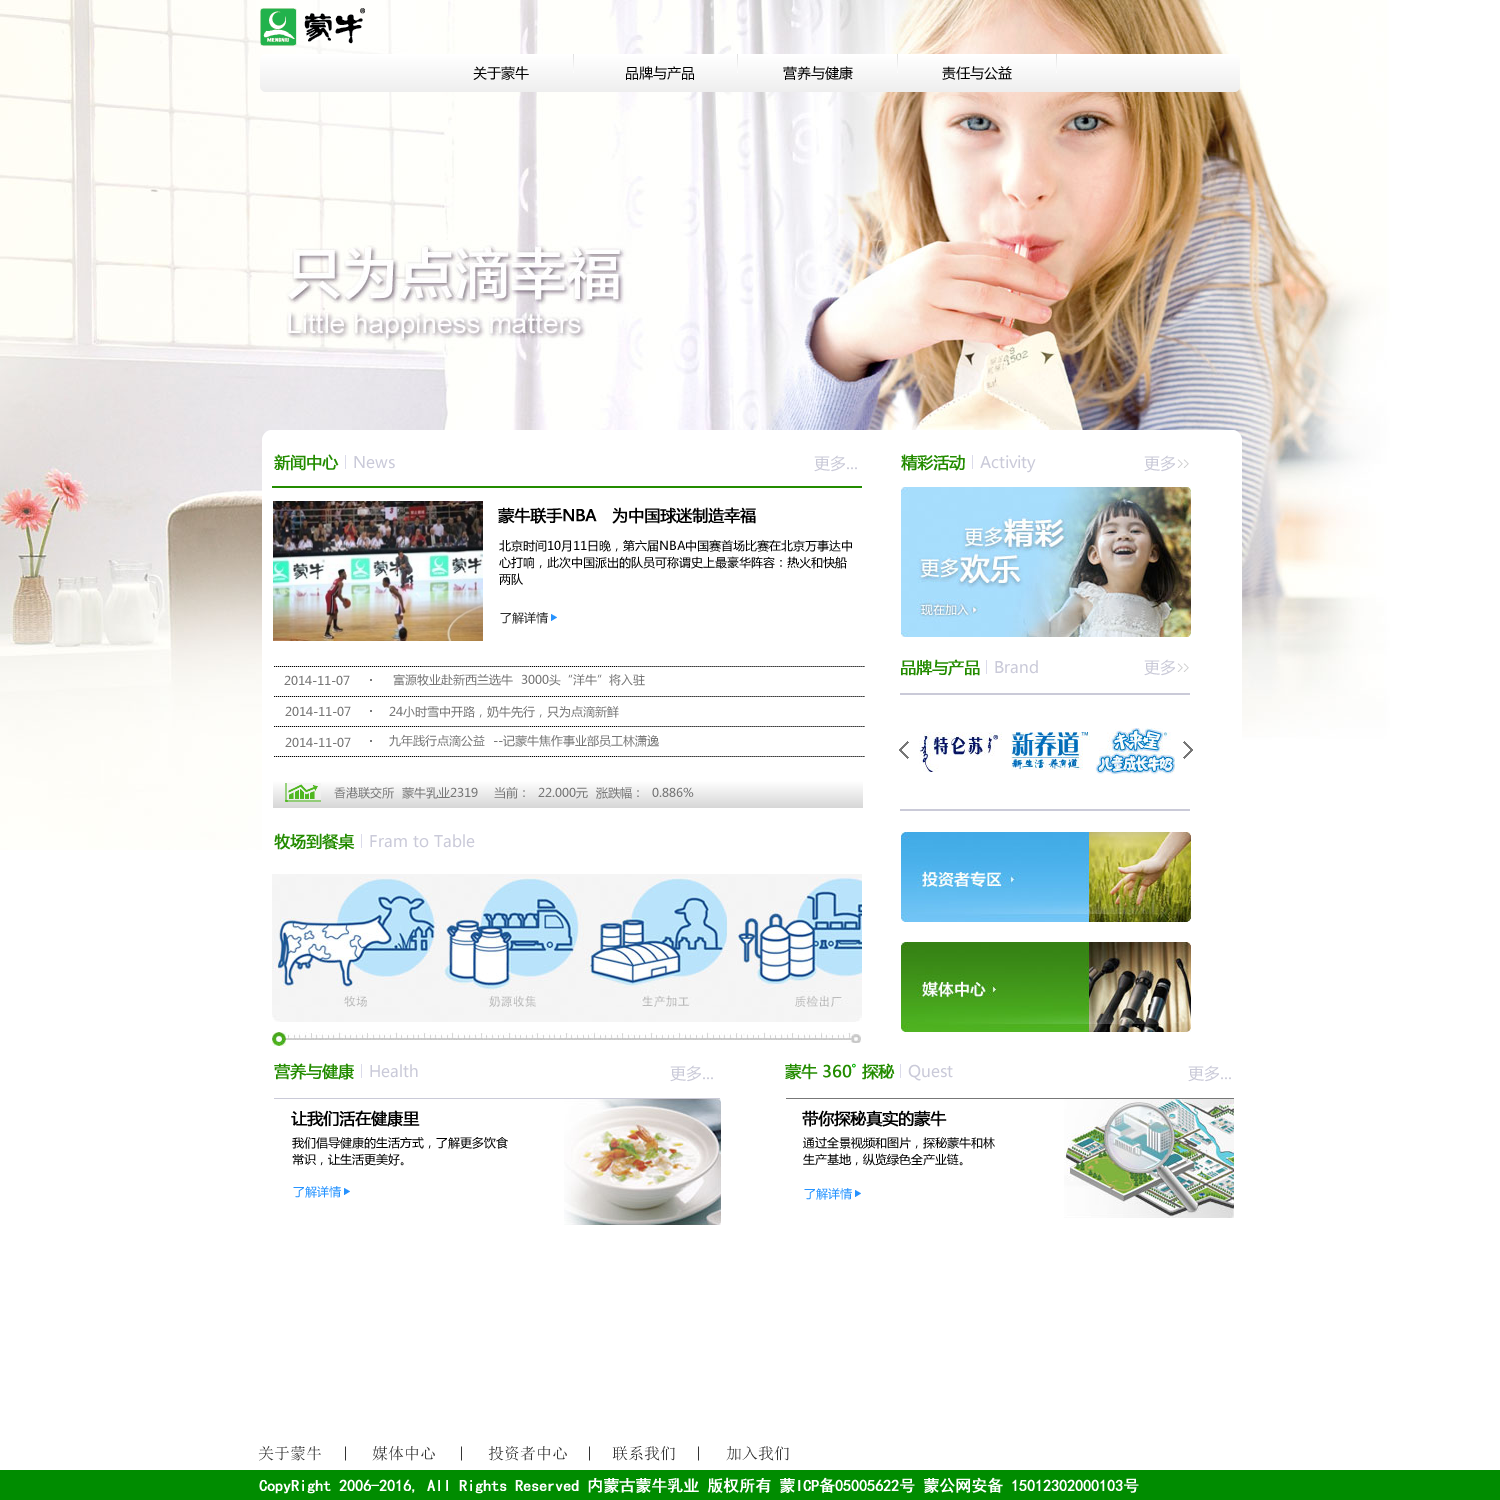 MENGNIU 蒙牛
关于蒙牛 品牌与产品 营养与健康 责任与公益
只为点滴幸福
Little happiness matters
新闻中心 News 更多...
蒙牛联手NBA 为中国球迷制造幸福
北京时间10月11日晚，第六届NBA中国赛首场比赛在北京万事达中
心打响，此次中国派出的队员可称谓史上最豪华阵容：热火和快船
两队
了解详情
蒙牛 蒙牛 蒙牛
2014-11-07 · 富源牧业赴新西兰选牛 3000头“洋牛”将入驻
2014-11-07 · 24小时雪中开路，奶牛先行，只为点滴新鲜
2014-11-07 · 九年践行点滴公益 --记蒙牛焦作事业部员工林潇逸
香港联交所 蒙牛乳业2319 当前： 22.000元 涨跌幅： 0.886%
精彩活动 Activity 更多>>
更多精彩
更多欢乐
现在加入
品牌与产品 Brand 更多>>
特仑苏
新养道™
新生活 养有道
未来星
儿童成长牛奶
投资者专区
媒体中心
牧场到餐桌 Fram to Table
牧场 奶源收集 生产加工 质检出厂
营养与健康 Health 更多...
让我们活在健康里
我们倡导健康的生活方式，了解更多饮食
常识，让生活更美好。
了解详情
蒙牛 360° 探秘 Quest 更多...
带你探秘真实的蒙牛
通过全景视频和图片，探秘蒙牛和林
生产基地，纵览绿色全产业链。
了解详情
关于蒙牛 | 媒体中心 | 投资者中心 | 联系我们 | 加入我们
CopyRight 2006-2016, All Rights Reserved 内蒙古蒙牛乳业 版权所有 蒙ICP备05005622号 蒙公网安备 15012302000103号